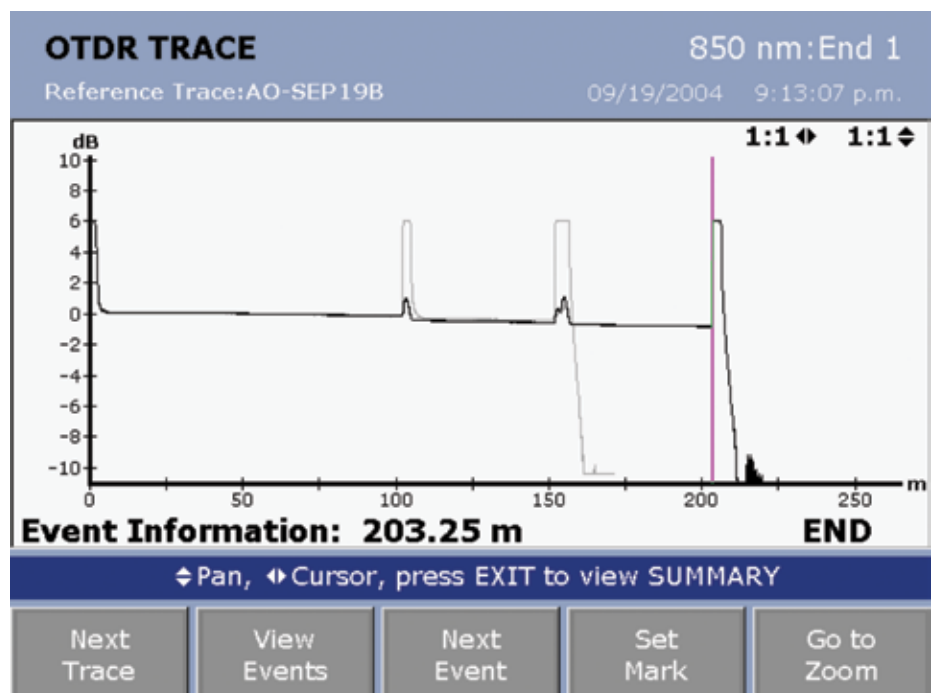 OTDR TRACE
850 nm:End 1
Reference Trace:AO-SEP19B
09/19/2004 9:13:07 p.m.
1:1 1:1
dB
10
8
6
4
2
0
-2
-4
-6
-8
-10
0 50 100 150 200 250 m
Event Information: 203.25 m END
Pan, Cursor, press EXIT to view SUMMARY
Next Trace
View Events
Next Event
Set Mark
Go to Zoom